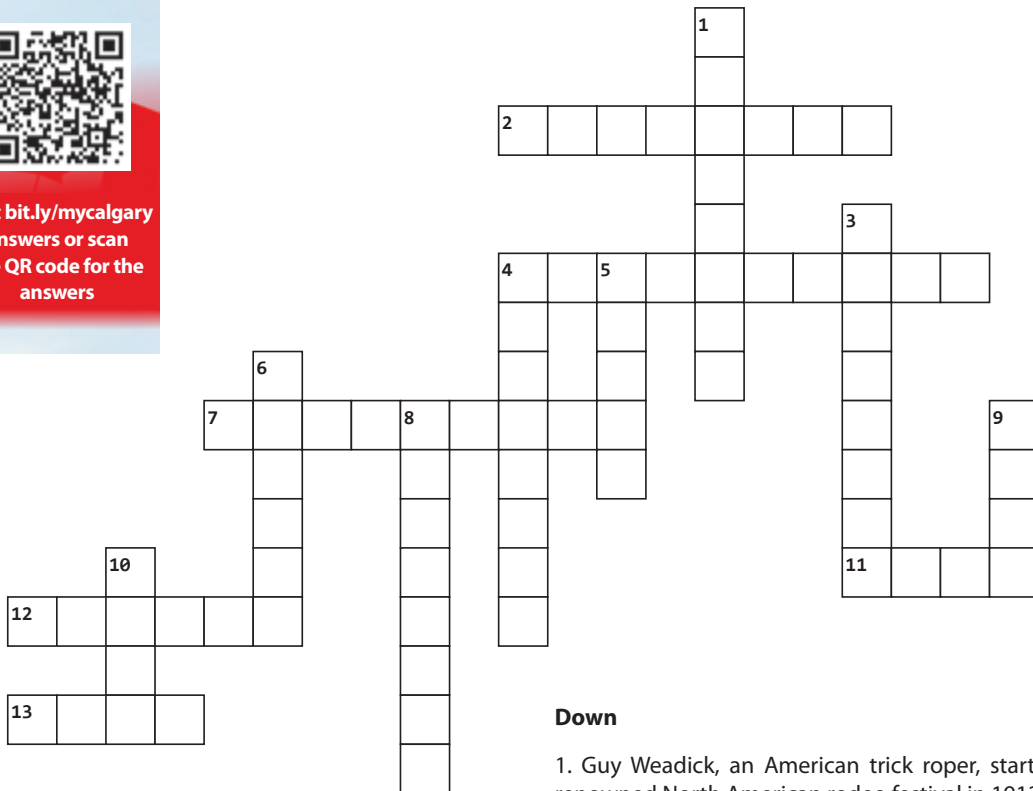 1
2
3
bit.ly/mycalgary
or scan
QR code for the
answers
4 5
6
7 8 9
10 11
12
13
Down
1. Guy Weadick, an American trick roper, start